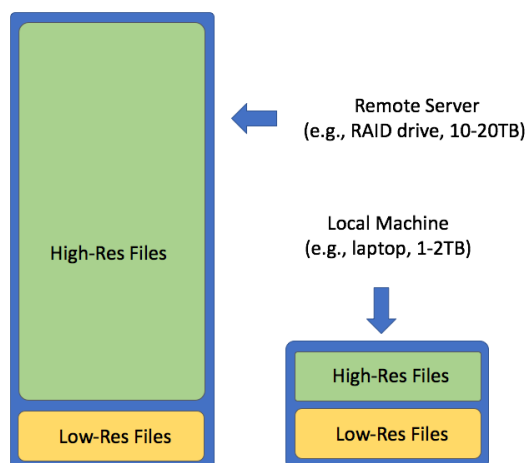 Remote Server
(e.g., RAID drive, 10-20TB)
High-Res Files
Low-Res Files
Local Machine
(e.g., laptop, 1-2TB)
High-Res Files
Low-Res Files